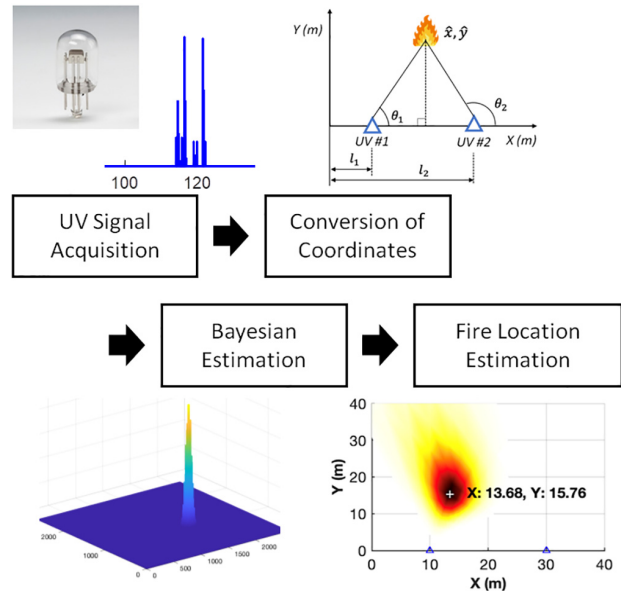 Y (m)
x̂, ŷ
θ₁
θ₂
UV #1
UV #2
X (m)
l₁
l₂
100
120
UV Signal
Acquisition
Conversion of
Coordinates
Bayesian
Estimation
Fire Location
Estimation
2000
1000
0
0
500
1000
1500
2000
40
30
20
10
0
Y (m)
X: 13.68, Y: 15.76
0
10
20
30
40
X (m)